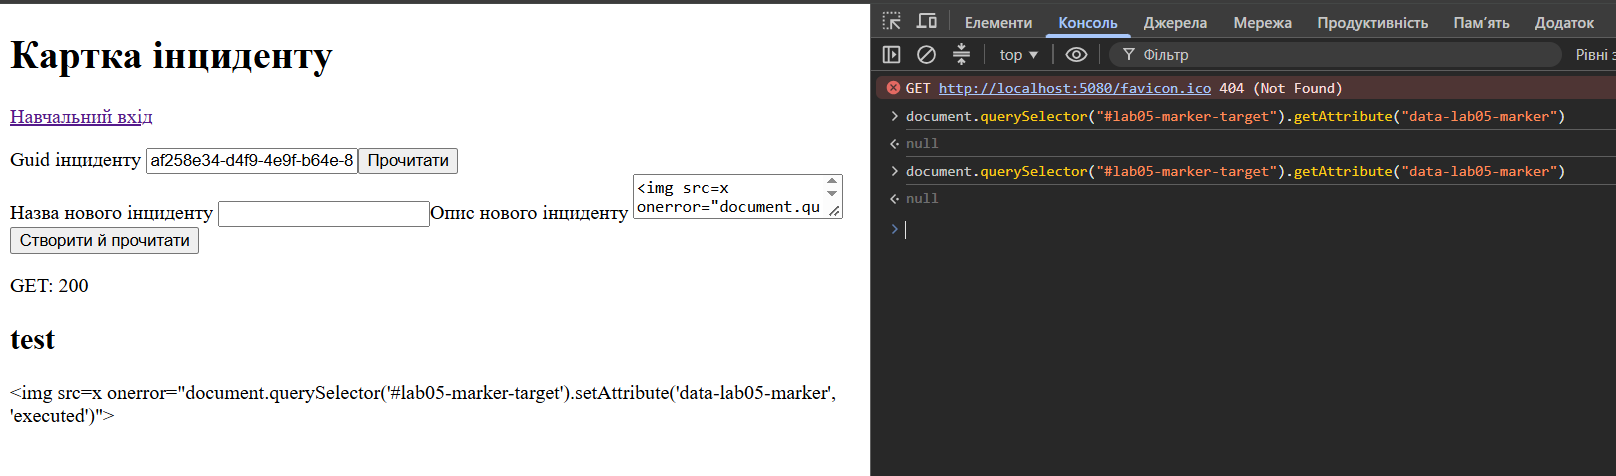 Картка інциденту
Навчальний вхід
Guid інциденту af258e34-d4f9-4e9f-b64e-8 Прочитати
Назва нового інциденту Опис нового інциденту <img src=x
onerror="document.qu
Створити й прочитати
GET: 200
test
<img src=x onerror="document.querySelector('#lab05-marker-target').setAttribute('data-lab05-marker',
'executed')">
Елементи Консоль Джерела Мережа Продуктивність Пам’ять Додаток
top Фільтр Рівні
GET http://localhost:5080/favicon.ico 404 (Not Found)
document.querySelector("#lab05-marker-target").getAttribute("data-lab05-marker")
null
document.querySelector("#lab05-marker-target").getAttribute("data-lab05-marker")
null